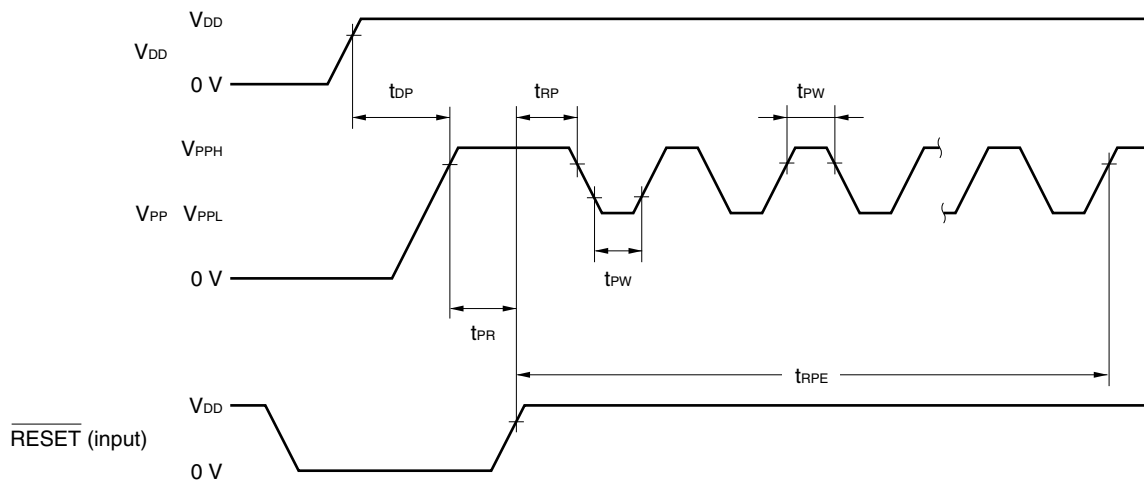 VDD
VDD
0 V
tDP
tRP
tPW
VPPH
VPP VPPL
0 V
tPW
tPR
tRPE
VDD
RESET (input)
0 V